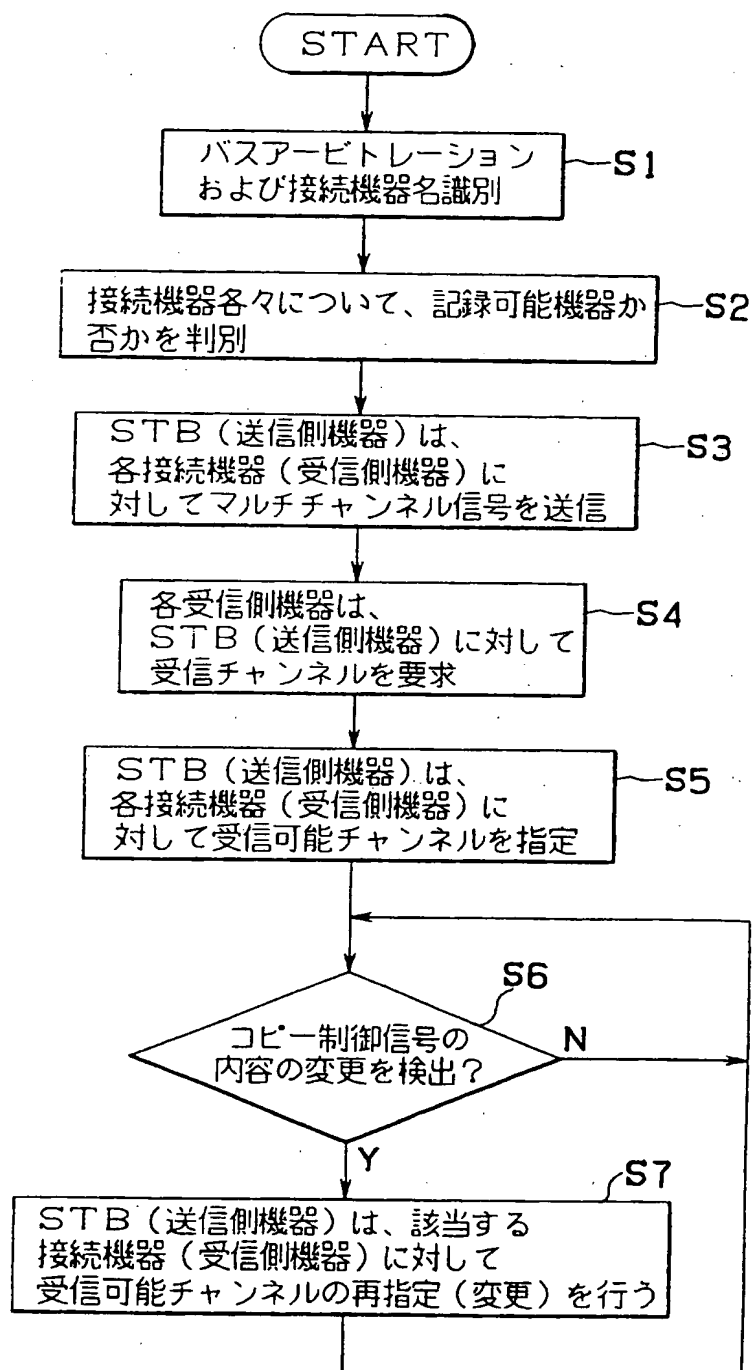 START
バスアービトレーション
および接続機器名識別
S1
接続機器各々について、記録可能機器か
否かを判別
S2
STB(送信側機器)は、
各接続機器(受信側機器)に
対してマルチチャンネル信号を送信
S3
各受信側機器は、
STB(送信側機器)に対して
受信チャンネルを要求
S4
STB(送信側機器)は、
各接続機器(受信側機器)に
対して受信可能チャンネルを指定
S5
S6
コピー制御信号の
内容の変更を検出?
N
Y
S7
STB(送信側機器)は、該当する
接続機器(受信側機器)に対して
受信可能チャンネルの再指定(変更)を行う